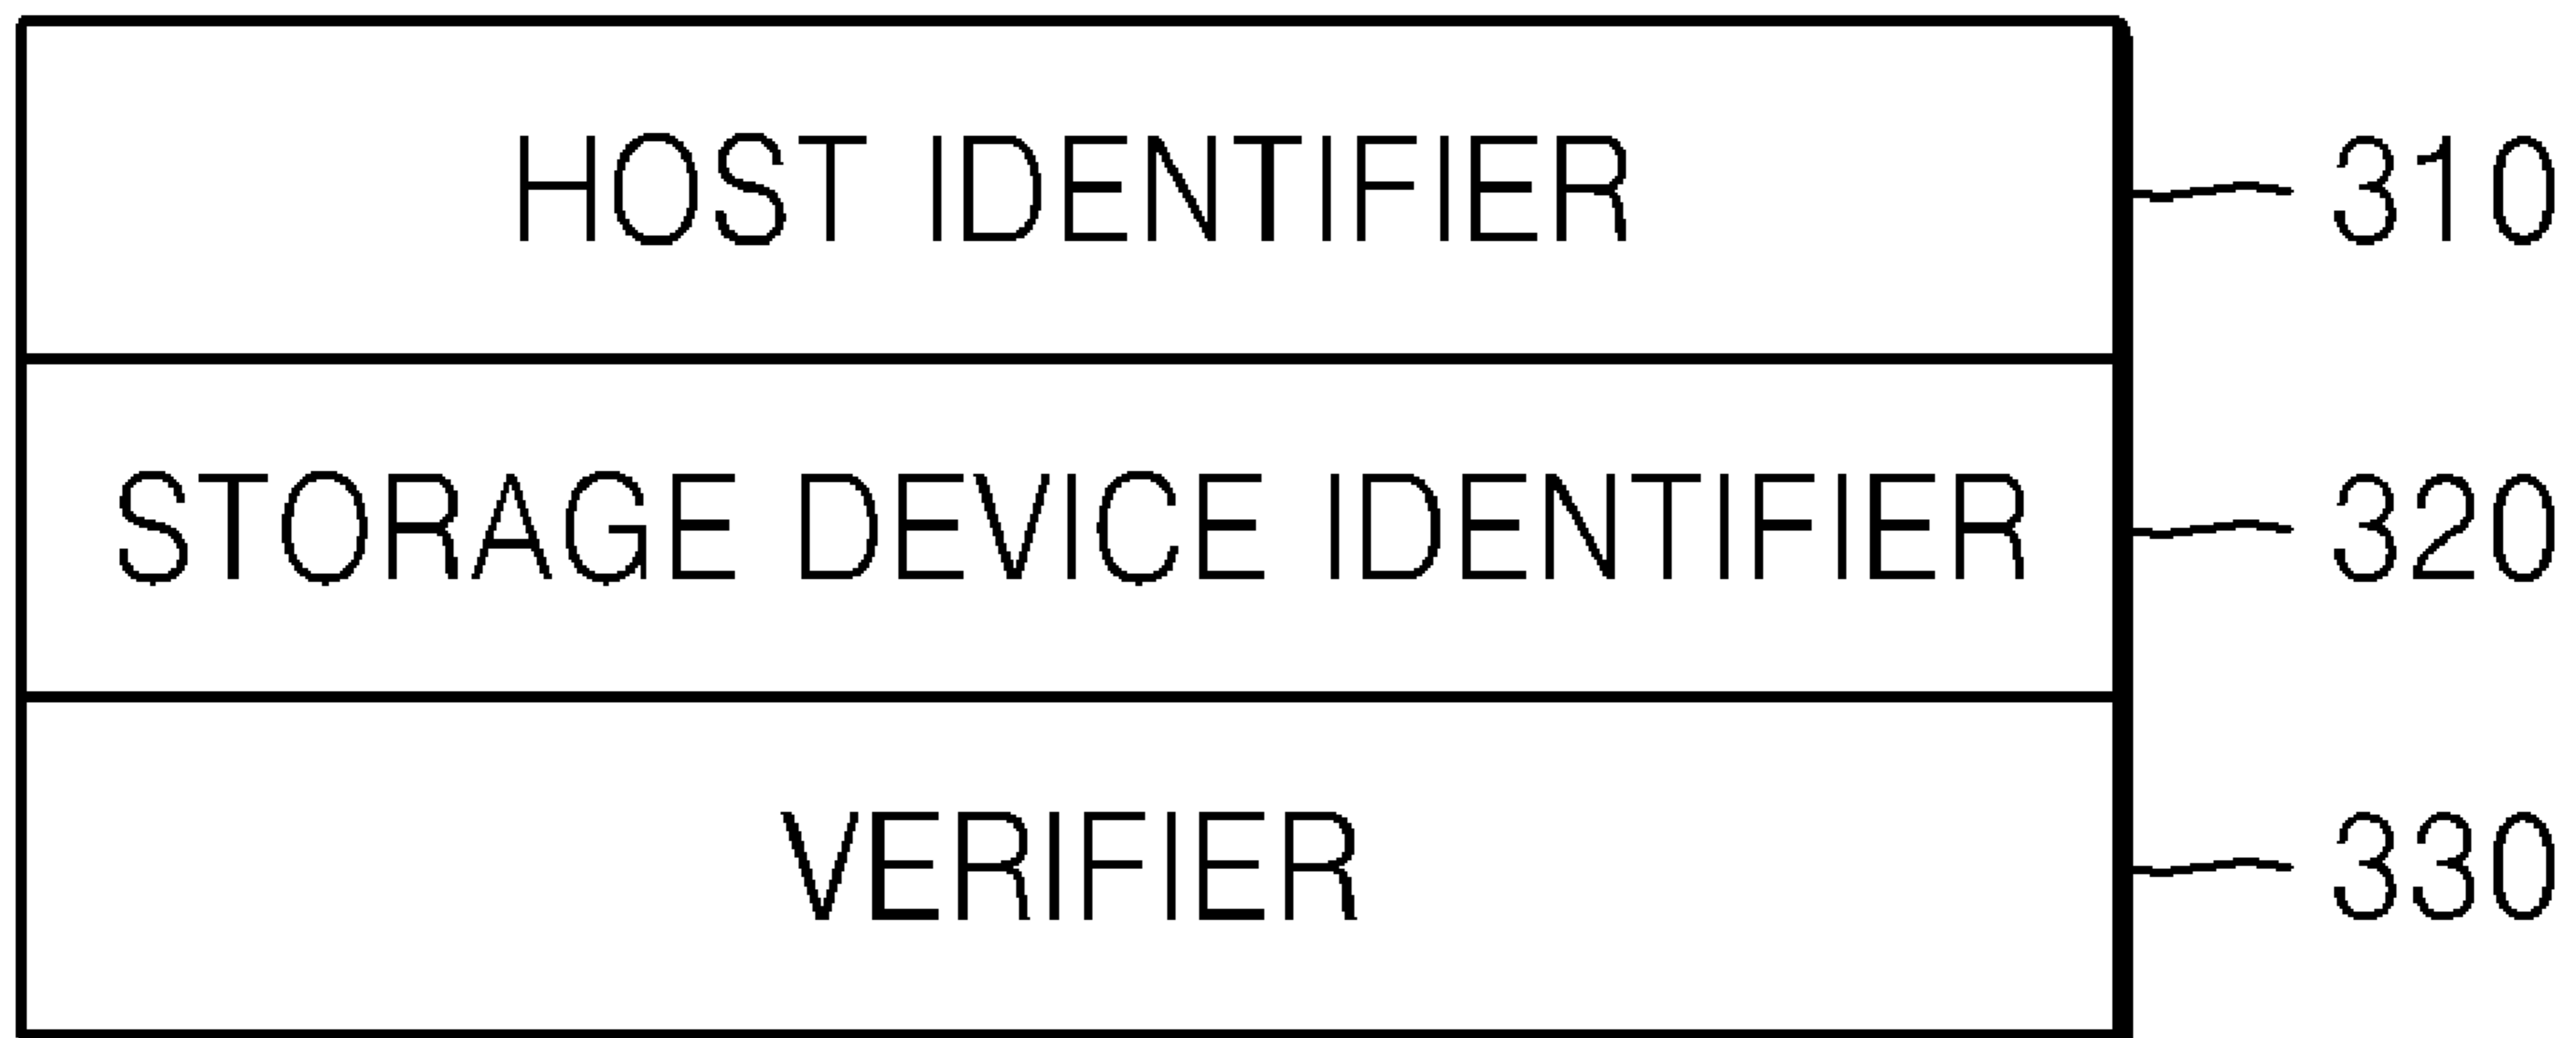 HOST IDENTIFIER 310
STORAGE DEVICE IDENTIFIER 320
VERIFIER 330